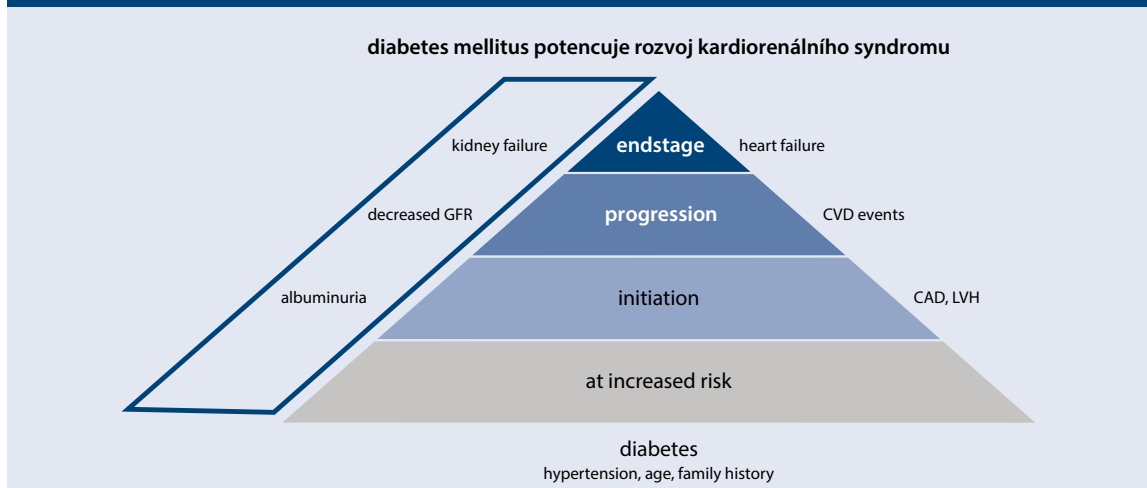 diabetes mellitus potencuje rozvoj kardiorenálního syndromu
kidney failure
endstage
heart failure
decreased GFR
progression
CVD events
albuminuria
initiation
CAD, LVH
at increased risk
diabetes
hypertension, age, family history